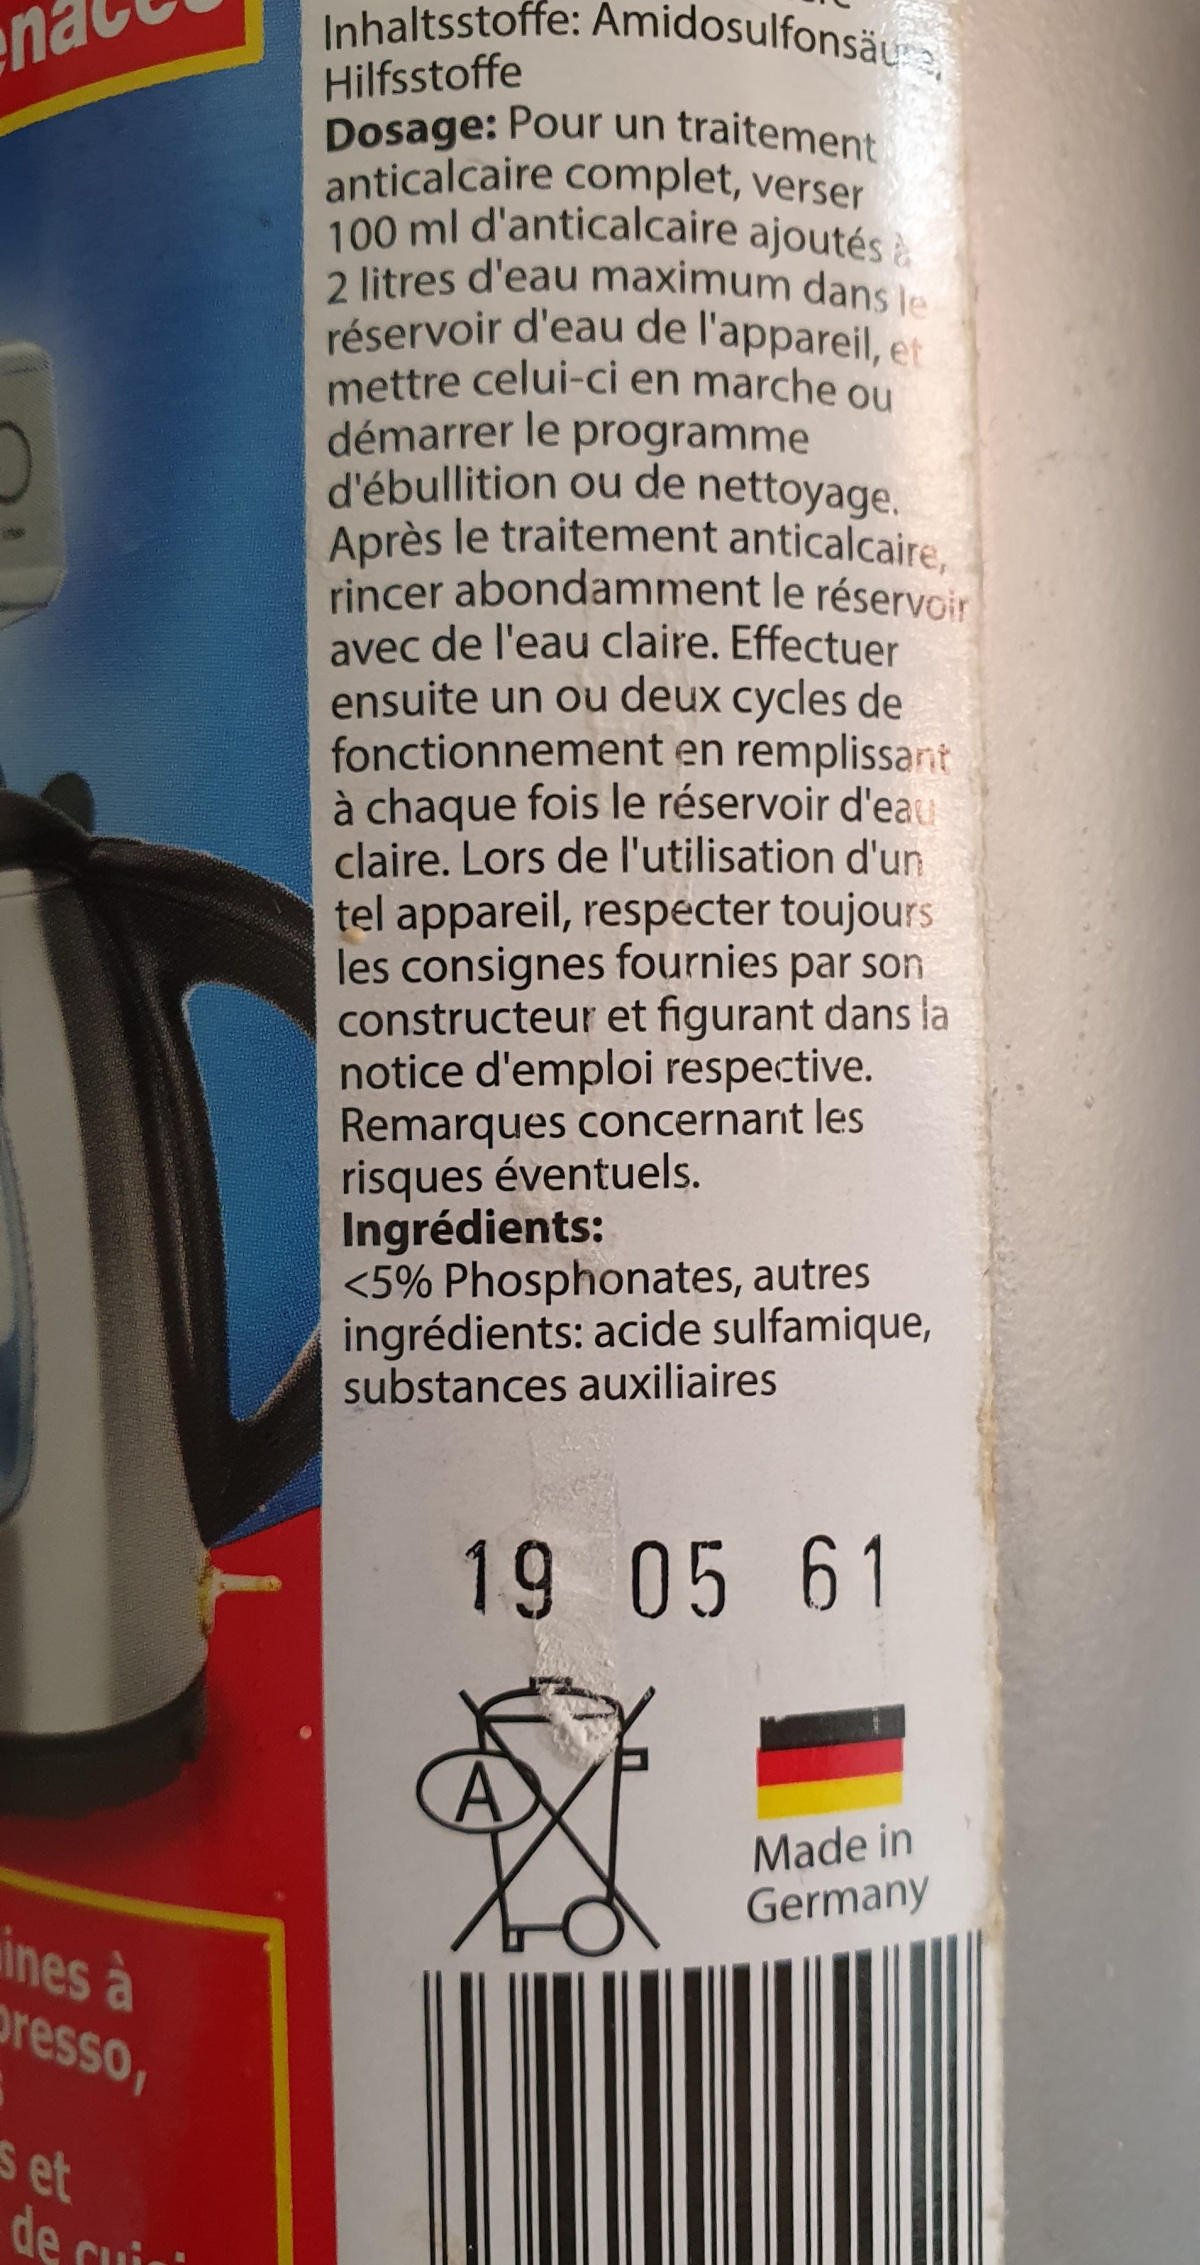 Inhaltsstoffe: Amidosulfonsäure,
Hilfsstoffe
Dosage: Pour un traitement
anticalcaire complet, verser
100 ml d'anticalcaire ajoutés à
2 litres d'eau maximum dans le
réservoir d'eau de l'appareil, et
mettre celui-ci en marche ou
démarrer le programme
d'ébullition ou de nettoyage.
Après le traitement anticalcaire,
rincer abondamment le réservoir
avec de l'eau claire. Effectuer
ensuite un ou deux cycles de
fonctionnement en remplissant
à chaque fois le réservoir d'eau
claire. Lors de l'utilisation d'un
tel appareil, respecter toujours
les consignes fournies par son
constructeur et figurant dans la
notice d'emploi respective.
Remarques concernant les
risques éventuels.
Ingrédients:
<5% Phosphonates, autres
ingrédients: acide sulfamique,
substances auxiliaires
19 05 61
A
Made in
Germany
à
s et
de